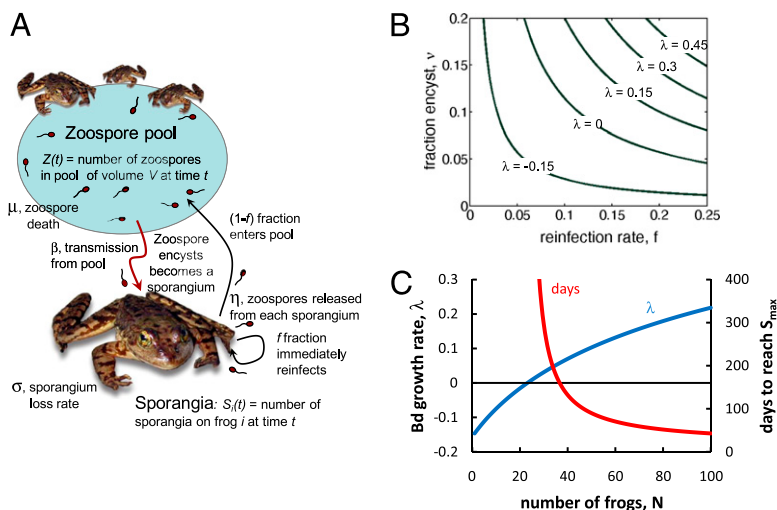 A
Zoospore pool
Z(t) = number of zoospores
in pool of volume V at time t
μ, zoospore
death
β, transmission
from pool
Zoospore
encysts
becomes a
sporangium
(1-f) fraction
enters pool
η, zoospores released
from each sporangium
f fraction
immediately
reinfects
σ, sporangium
loss rate
Sporangia: Sᵢ(t) = number of
sporangia on frog i at time t
B
fraction encyst, ν
0.2
0.15
0.1
0.05
0
λ = 0.45
λ = 0.3
λ = 0.15
λ = 0
λ = -0.15
0.05
0.1
0.15
0.2
0.25
reinfection rate, f
C
Bd growth rate, λ
0.3
0.2
0.1
0
-0.1
-0.2
days
λ
400
350
300
250
200
150
100
50
0
days to reach Sₘₐₓ
0
20
40
60
80
100
number of frogs, N